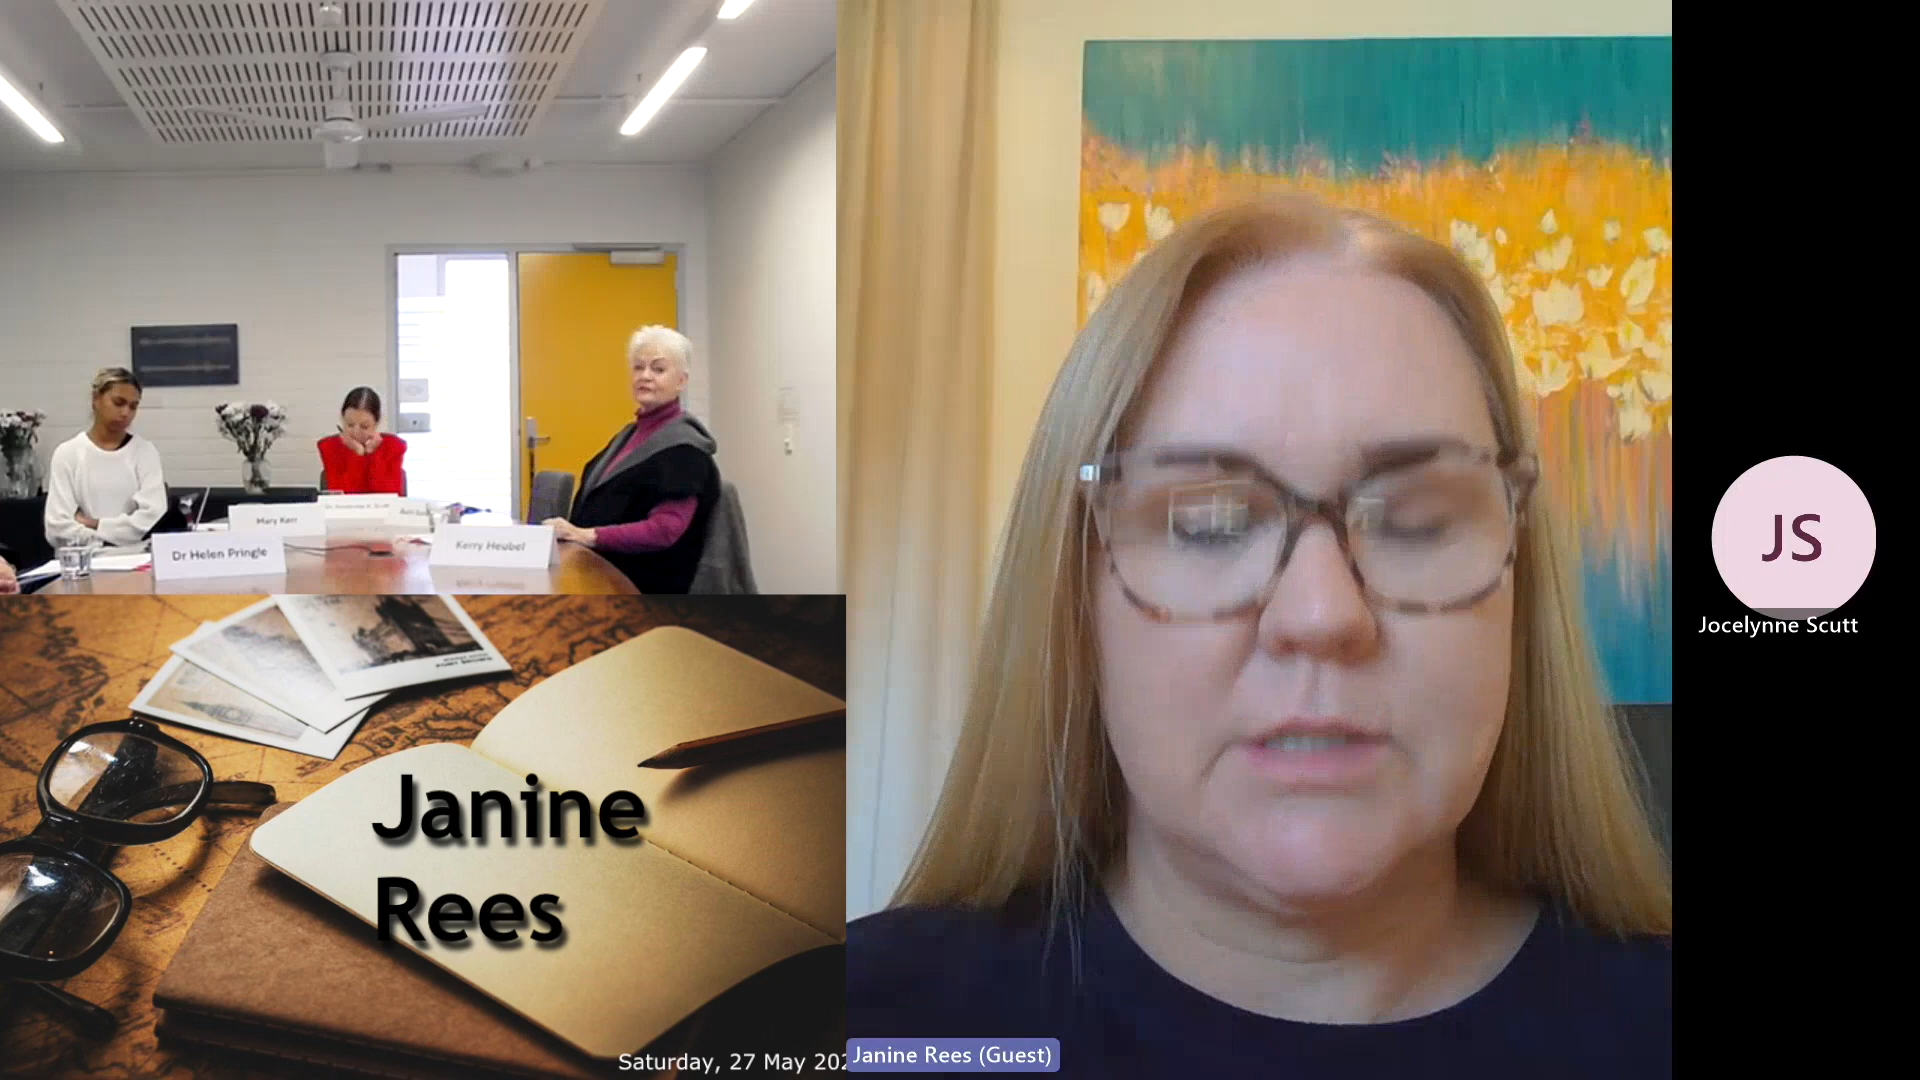 Mary Kerr
Dr Helen Pringle
Kerry Heubel
Janine
Rees
Saturday, 27 May 202
Janine Rees (Guest)
JS
Jocelynne Scutt